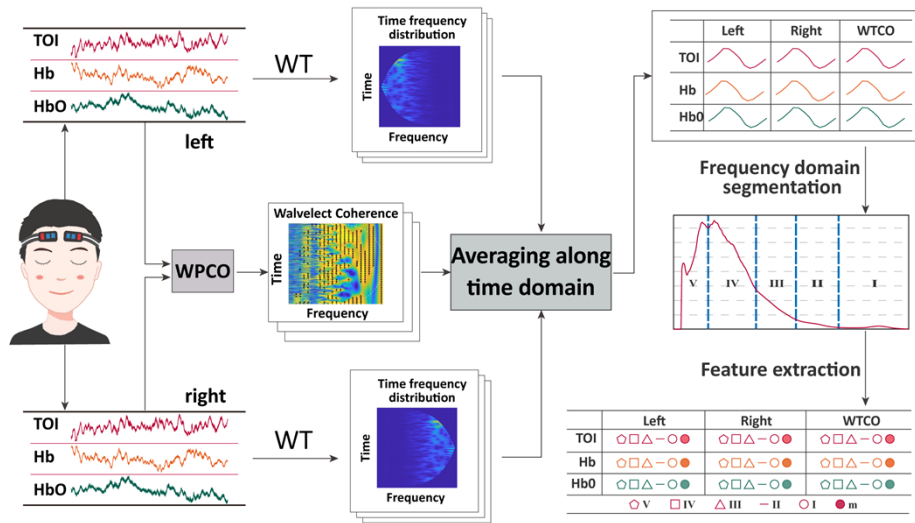 TOI
Hb
HbO
left
WT
Time frequency
distribution
Time
Frequency
WPCO
Walvelect Coherence
Time
Frequency
Averaging along
time domain
right
TOI
Hb
HbO
WT
Time frequency
distribution
Time
Frequency
Left Right WTCO
TOI
Hb
Hb0
Frequency domain
segmentation
V IV III II I
Feature extraction
Left Right WTCO
TOI
Hb
Hb0
V IV III II I m